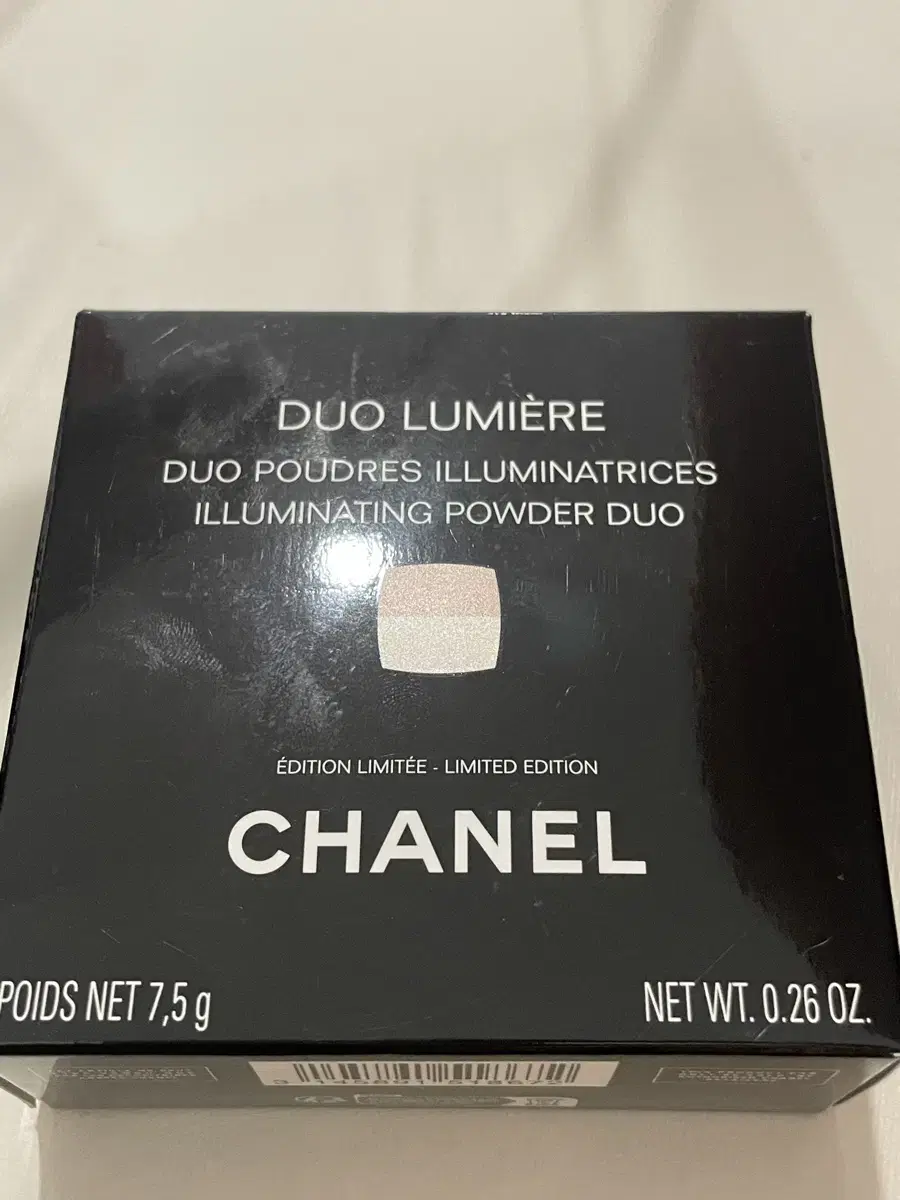 DUO LUMIÈRE
DUO POUDRES ILLUMINATRICES
ILLUMINATING POWDER DUO
ÉDITION LIMITÉE - LIMITED EDITION
CHANEL
POIDS NET 7,5 g
NET WT. 0.26 OZ.